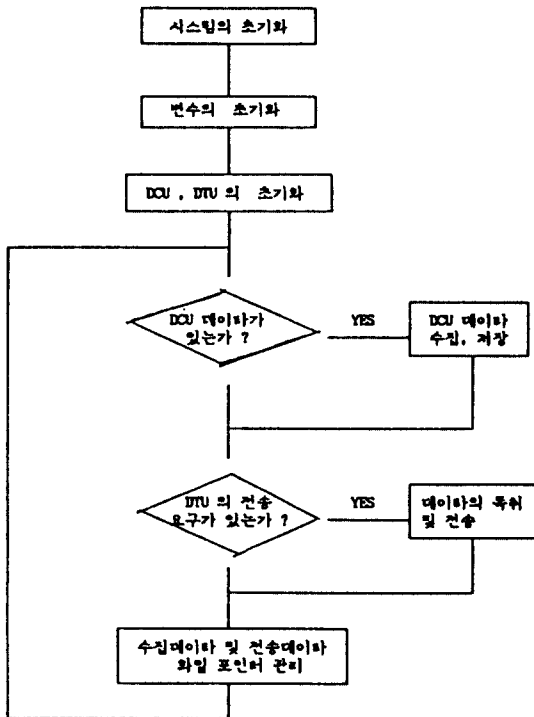 시스템의 초기화
변수의 초기화
DCU , DTU 의 초기화
DCU 데이타가
있는가 ?
YES
DCU 데이타
수집, 저장
DTU 의 전송
요구가 있는가 ?
YES
데이타의 독취
및 전송
수집데이타 및 전송데이타
화일 포인터 관리